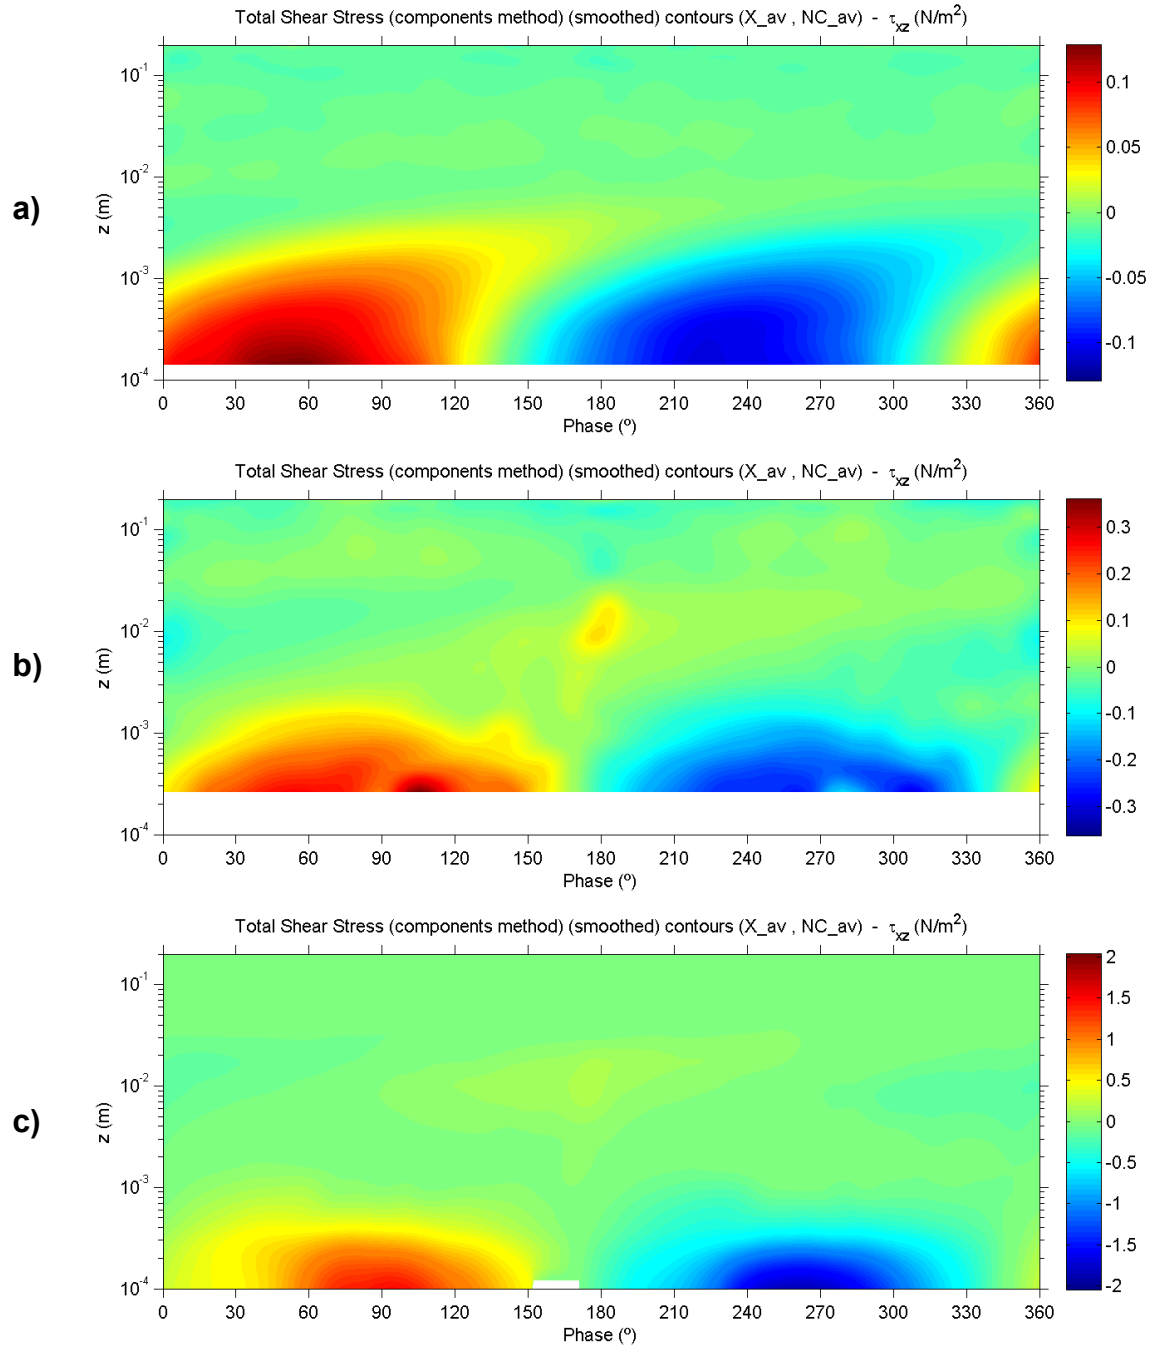 Total Shear Stress (components method) (smoothed) contours (X_av , NC_av) - τxz (N/m²)
a)
z (m)
10⁻¹
10⁻²
10⁻³
10⁻⁴
0 30 60 90 120 150 180 210 240 270 300 330 360
Phase (º)
0.1
0.05
0
-0.05
-0.1
Total Shear Stress (components method) (smoothed) contours (X_av , NC_av) - τxz (N/m²)
b)
z (m)
10⁻¹
10⁻²
10⁻³
10⁻⁴
0 30 60 90 120 150 180 210 240 270 300 330 360
Phase (º)
0.3
0.2
0.1
0
-0.1
-0.2
-0.3
Total Shear Stress (components method) (smoothed) contours (X_av , NC_av) - τxz (N/m²)
c)
z (m)
10⁻¹
10⁻²
10⁻³
10⁻⁴
0 30 60 90 120 150 180 210 240 270 300 330 360
Phase (º)
2
1.5
1
0.5
0
-0.5
-1
-1.5
-2